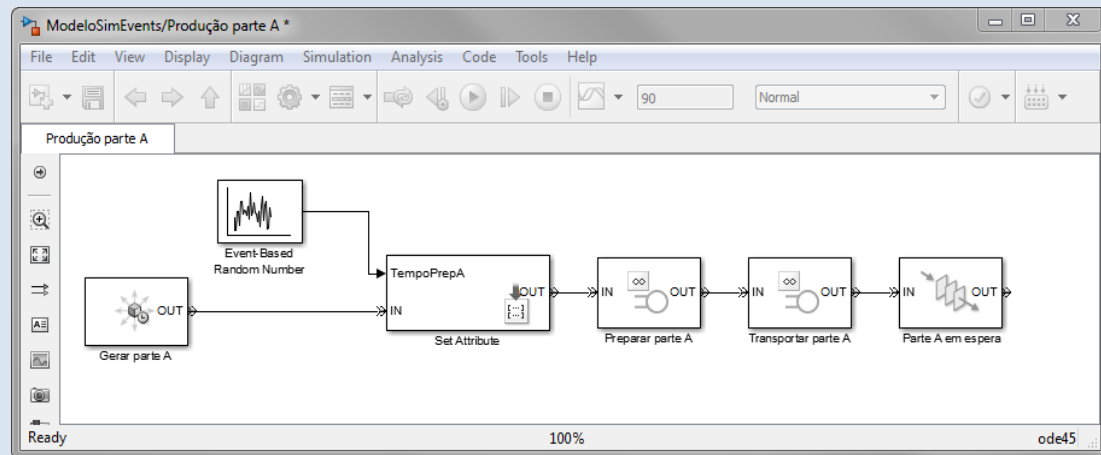 ModeloSimEvents/Produção parte A *
File Edit View Display Diagram Simulation Analysis Code Tools Help
90 Normal
Produção parte A
Event-Based
Random Number
TempoPrepA
OUT
IN
Set Attribute
OUT
Gerar parte A
IN OUT
Preparar parte A
IN OUT
Transportar parte A
IN OUT
Parte A em espera
Ready 100% ode45